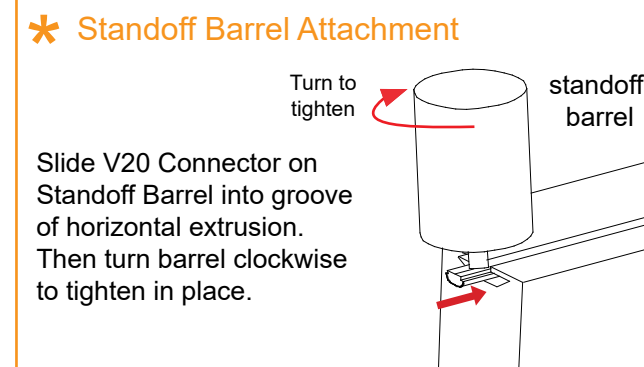 * Standoff Barrel Attachment
Turn to
tighten
standoff
barrel
Slide V20 Connector on
Standoff Barrel into groove
of horizontal extrusion.
Then turn barrel clockwise
to tighten in place.